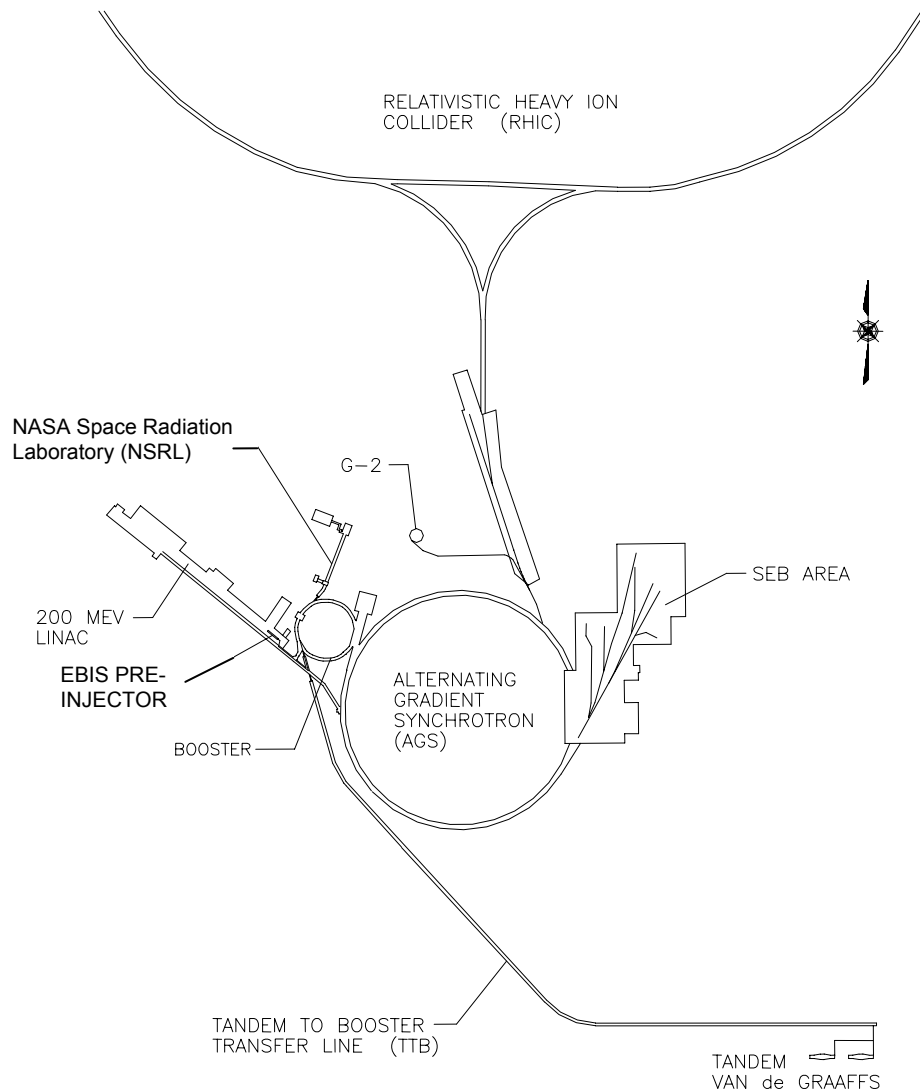 RELATIVISTIC HEAVY ION
COLLIDER (RHIC)
NASA Space Radiation
Laboratory (NSRL)
G-2
SEB AREA
200 MEV
LINAC
EBIS PRE-
INJECTOR
ALTERNATING
GRADIENT
SYNCHROTRON
(AGS)
BOOSTER
TANDEM TO BOOSTER
TRANSFER LINE (TTB)
TANDEM
VAN de GRAAFFS